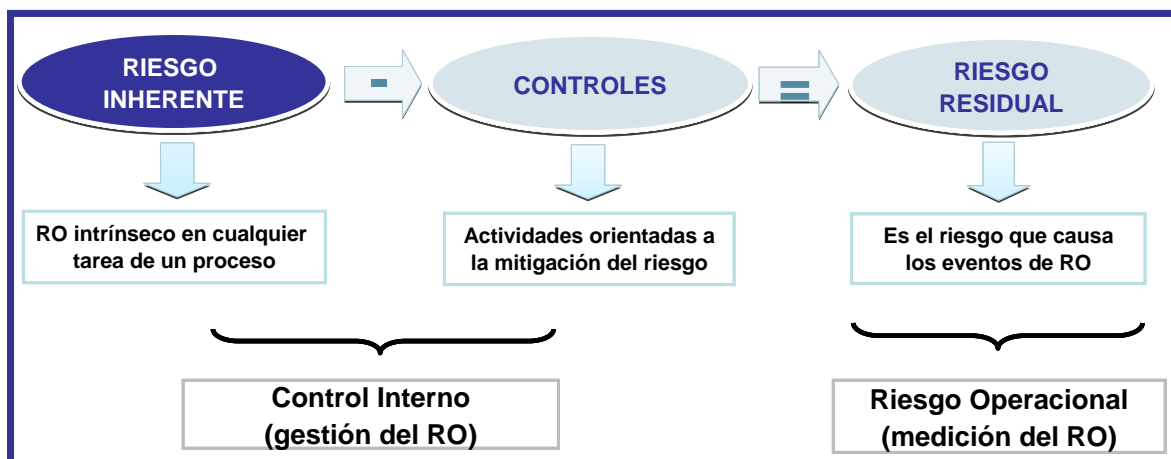 RIESGO
INHERENTE
-
CONTROLES
=
RIESGO
RESIDUAL
RO intrínseco en cualquier
tarea de un proceso
Actividades orientadas a
la mitigación del riesgo
Es el riesgo que causa
los eventos de RO
Control Interno
(gestión del RO)
Riesgo Operacional
(medición del RO)